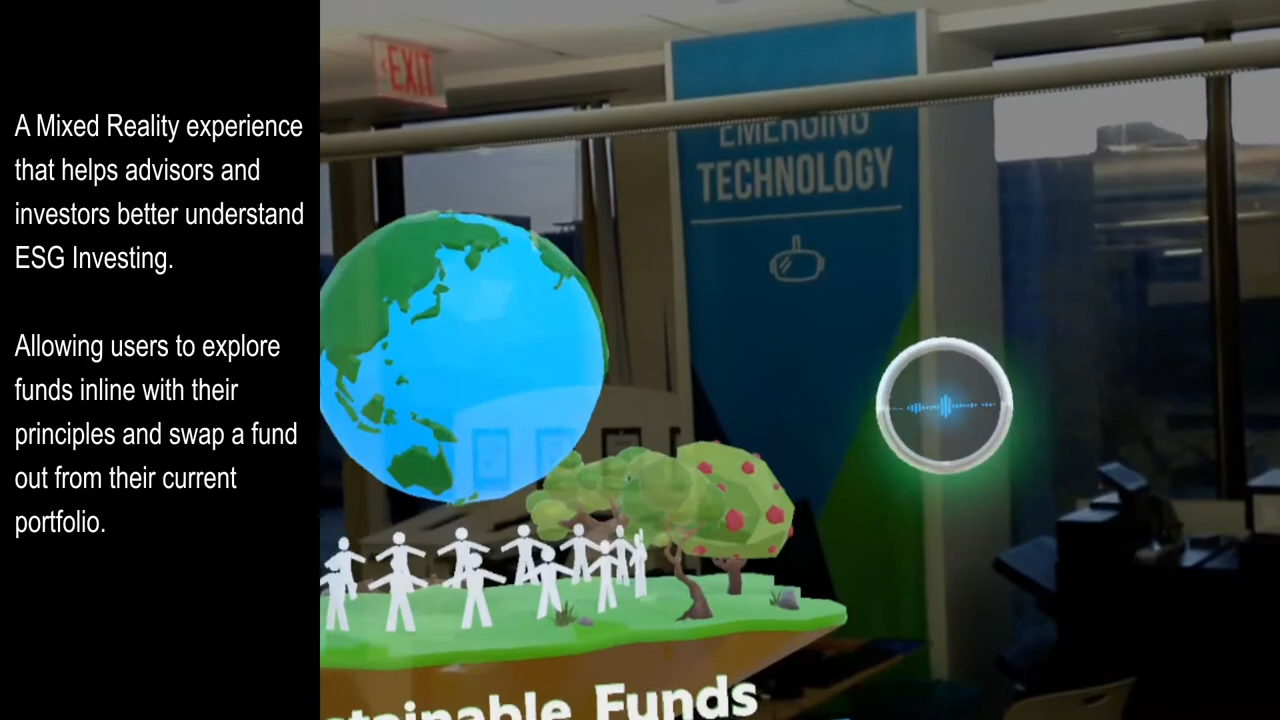 A Mixed Reality experience
that helps advisors and
investors better understand
ESG Investing.
Allowing users to explore
funds inline with their
principles and swap a fund
out from their current
portfolio.
EXIT
EMERGING
TECHNOLOGY
Funds